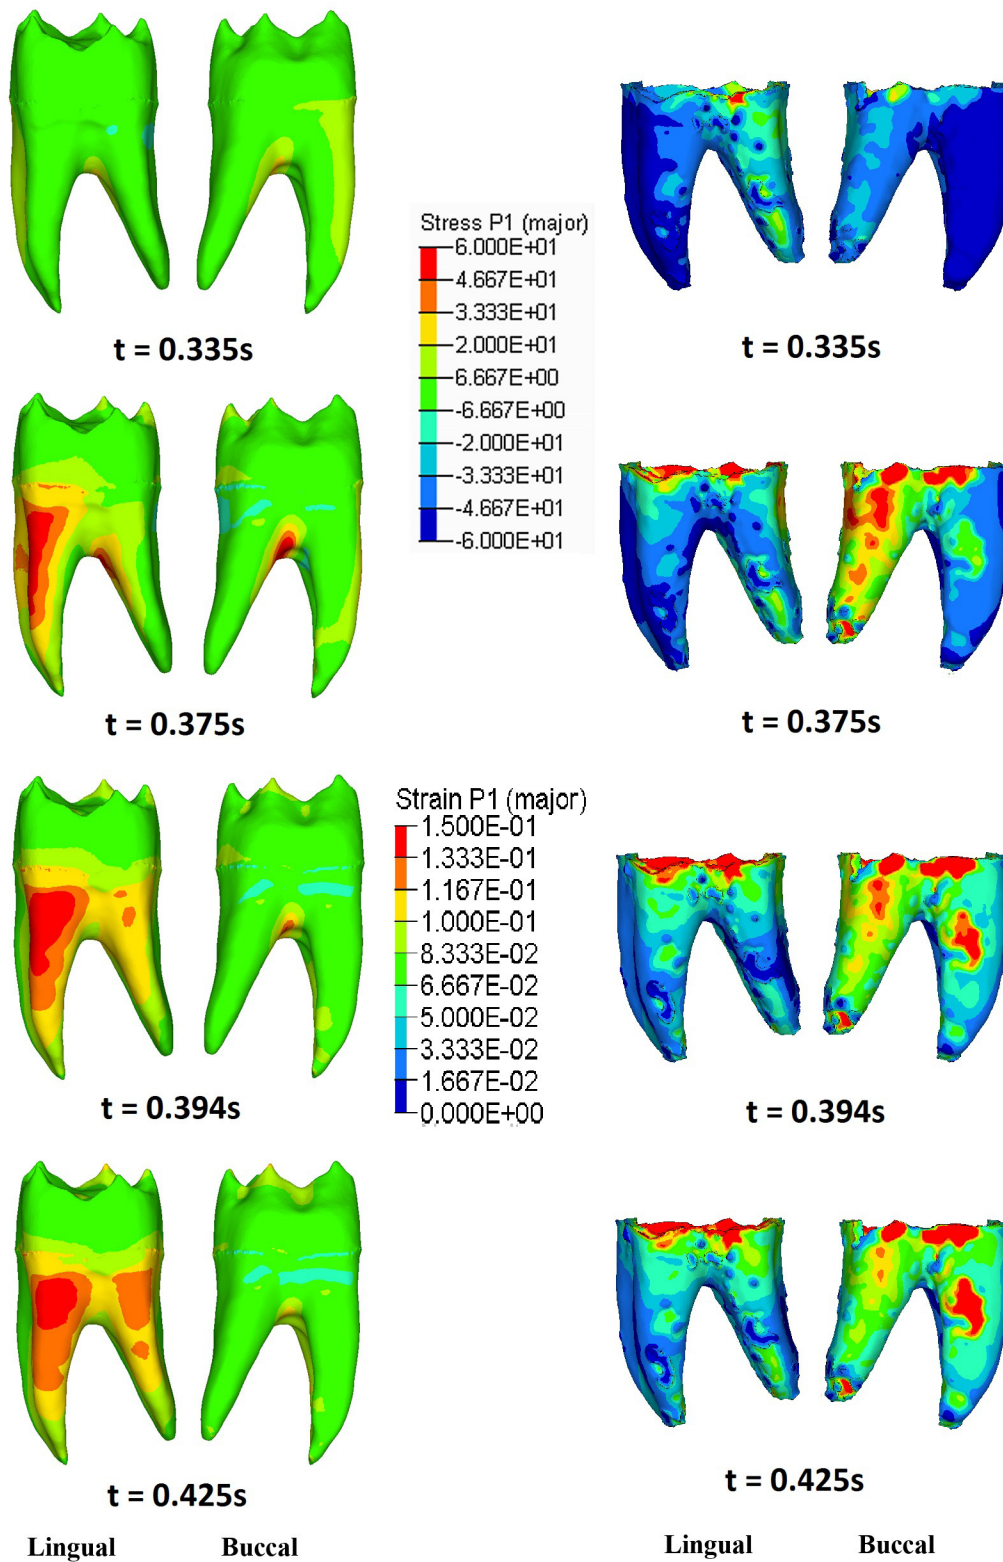 Stress P1 (major)
6.000E+01
4.667E+01
3.333E+01
2.000E+01
6.667E+00
-6.667E+00
-2.000E+01
-3.333E+01
-4.667E+01
-6.000E+01
t = 0.335s
t = 0.335s
t = 0.375s
t = 0.375s
Strain P1 (major)
1.500E-01
1.333E-01
1.167E-01
1.000E-01
8.333E-02
6.667E-02
5.000E-02
3.333E-02
1.667E-02
0.000E+00
t = 0.394s
t = 0.394s
t = 0.425s
t = 0.425s
Lingual Buccal Lingual Buccal